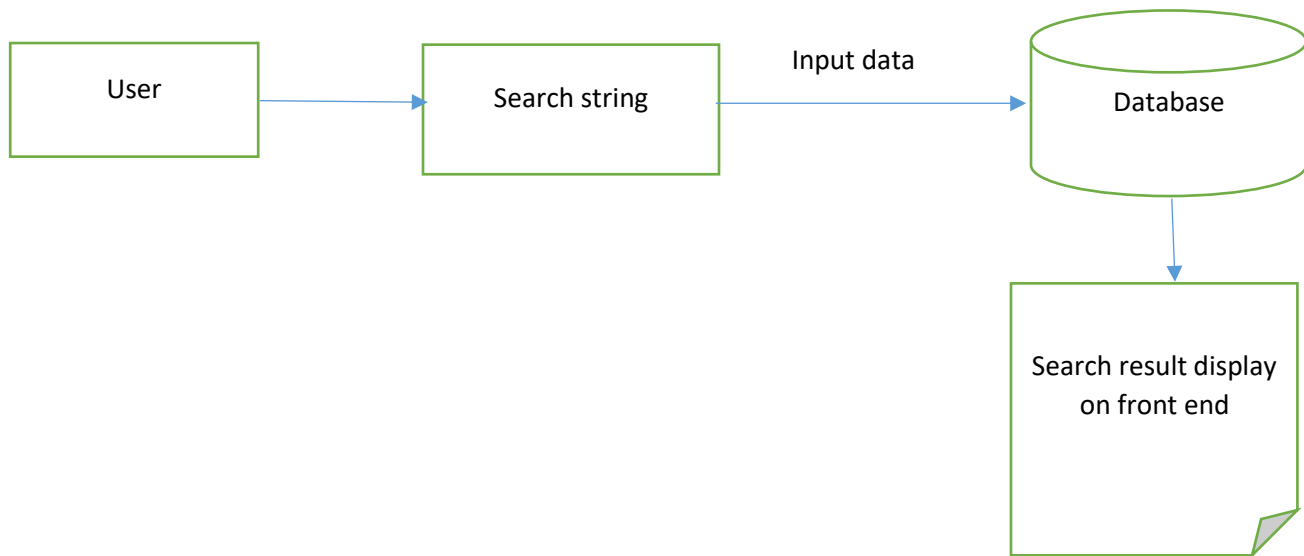 User
Search string
Input data
Database
Search result display
on front end